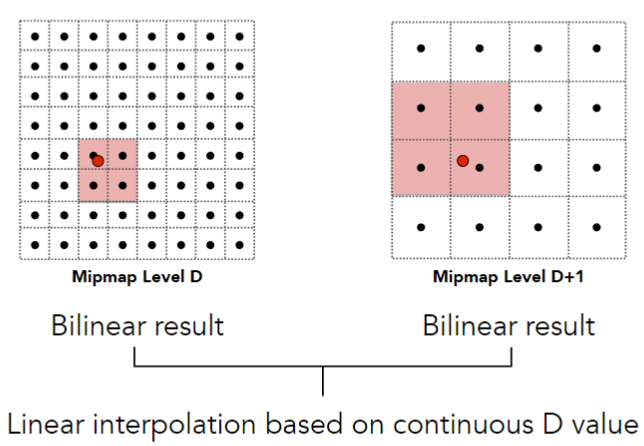 Mipmap Level D
Mipmap Level D+1
Bilinear result
Bilinear result
Linear interpolation based on continuous D value